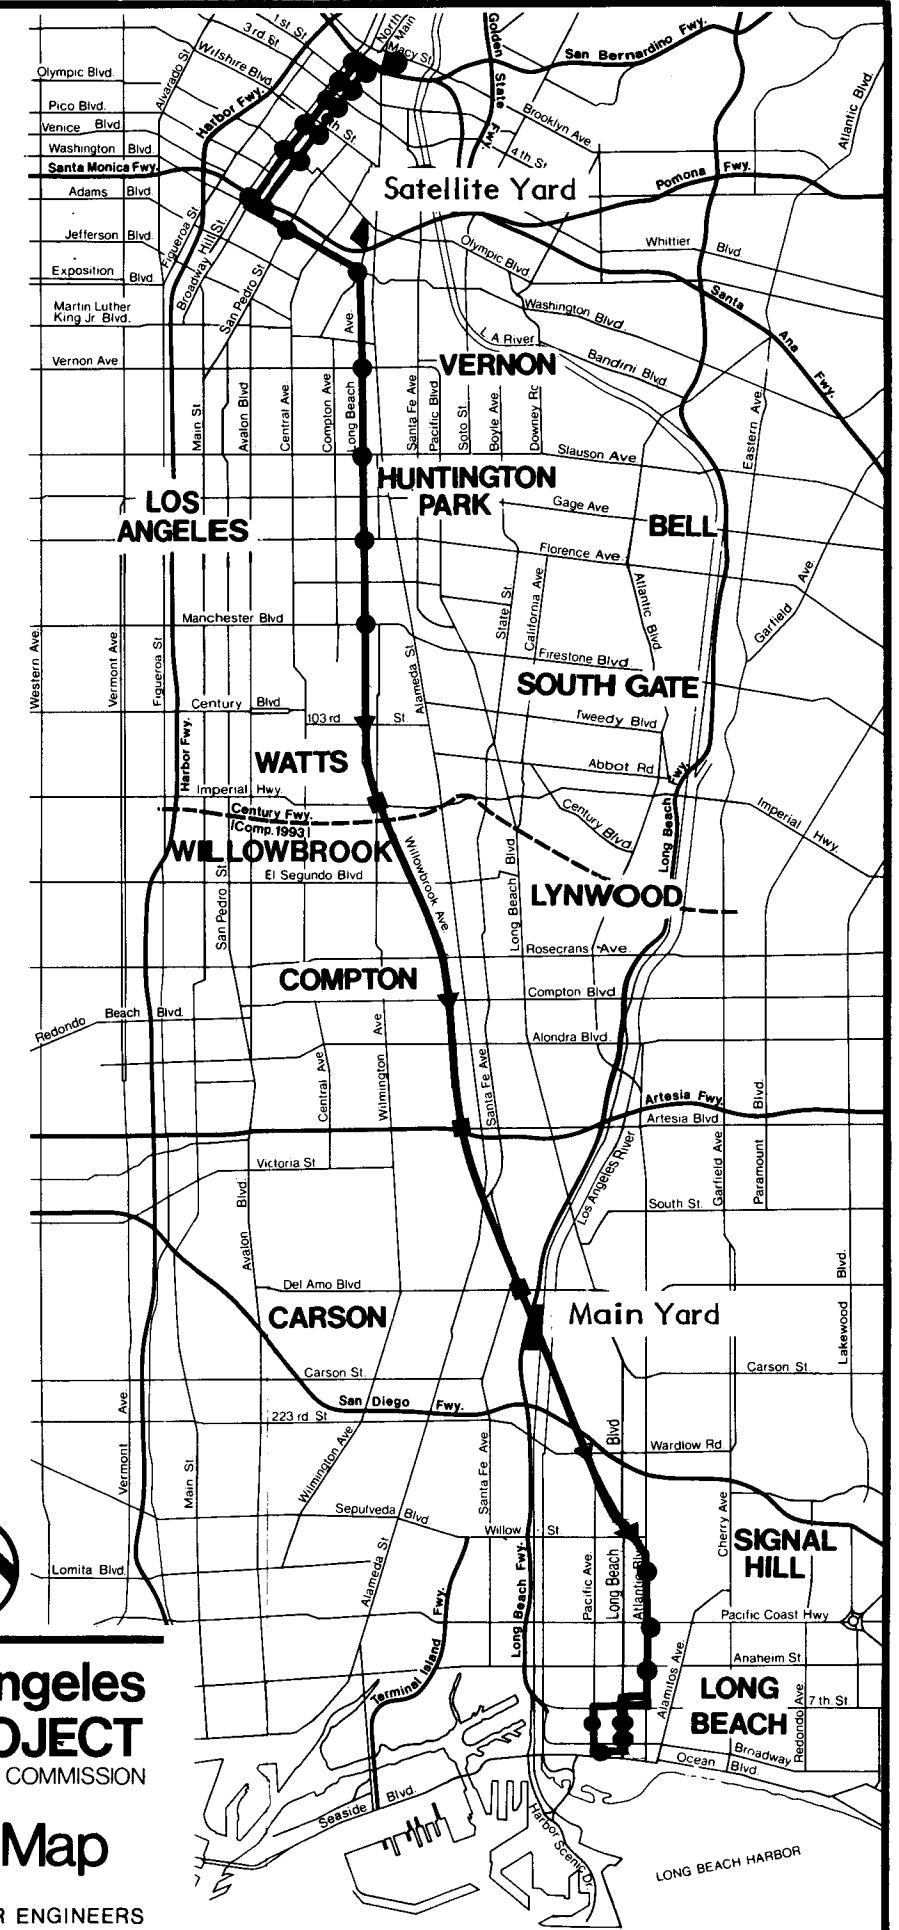 1st St.
3rd St
North
Main
Macy St
Golden
State
Fwy.
San Bernardino Fwy.
Wilshire Blvd.
Alvarado St
Olympic Blvd.
Harbor Fwy.
Pico Blvd.
Venice Blvd.
Washington Blvd.
Santa Monica Fwy.
Brooklyn Ave
4th St.
7th St.
Atlantic Blvd.
Pomona Fwy.
Satellite Yard
Adams Blvd.
Jefferson Blvd.
Figueroa St
Broadway
Hill St.
San Pedro St
Exposition Blvd.
Olympic Blvd.
Whittier Blvd
Martin Luther
King Jr. Blvd.
Washington Blvd.
Santa Ana Fwy.
L.A River
Bandini Blvd.
Vernon Ave
VERNON
Main St
Avalon Blvd
Central Ave
Compton Ave
Long Beach Ave.
Santa Fe Ave
Pacific Blvd
Soto St.
Boyle Ave.
Downey Rd
Eastern Ave.
Slauson Ave
HUNTINGTON
PARK
LOS
ANGELES
Gage Ave
BELL
Florence Ave.
State St
California Ave
Atlantic Blvd
Garfield Ave.
Manchester Blvd
Firestone Blvd
Western Ave.
Vermont Ave
Figueroa St
Alameda St
SOUTH GATE
Century Blvd
103 rd St.
Tweedy Blvd
Harbor Fwy.
WATTS
Abbot Rd
Imperial Hwy.
Century Fwy.
(Comp. 1993)
Long Beach Fwy.
Century Blvd.
Imperial Hwy.
WILLOWBROOK
Willowbrook Ave.
El Segundo Blvd
Long Beach Blvd
LYNWOOD
San Pedro St
Rosecrans Ave.
COMPTON
Compton Blvd
Redondo Beach Blvd.
Alondra Blvd.
Central Ave
Wilmington Ave
Santa Fe Ave
Artesia Fwy.
Artesia Blvd
Victoria St
Los Angeles River
Garfield Ave
Paramount Blvd.
South St.
Avalon Blvd.
Del Amo Blvd
CARSON
Main Yard
Lakewood Blvd.
Carson St.
Carson St.
San Diego Fwy.
223 rd St
Vermont Ave.
Main St
Wilmington Ave
Santa Fe Ave
Blvd
Wardlow Rd
Sepulveda Blvd
Willow St.
Cherry Ave
SIGNAL
HILL
Lomita Blvd.
Alameda St
Terminal Island Fwy.
Long Beach Fwy.
Pacific Ave.
Long Beach
Atlantic Blv
Pacific Coast Hwy
Anaheim St
Alamitos Ave.
LONG
BEACH
Redondo Ave.
7 th. St.
Broadway
Ocean Blvd.
Seaside Blvd.
Harbor Scenic Dr.
LONG BEACH HARBOR
ngeles
OJECT
COMMISSION
Map
R ENGINEERS